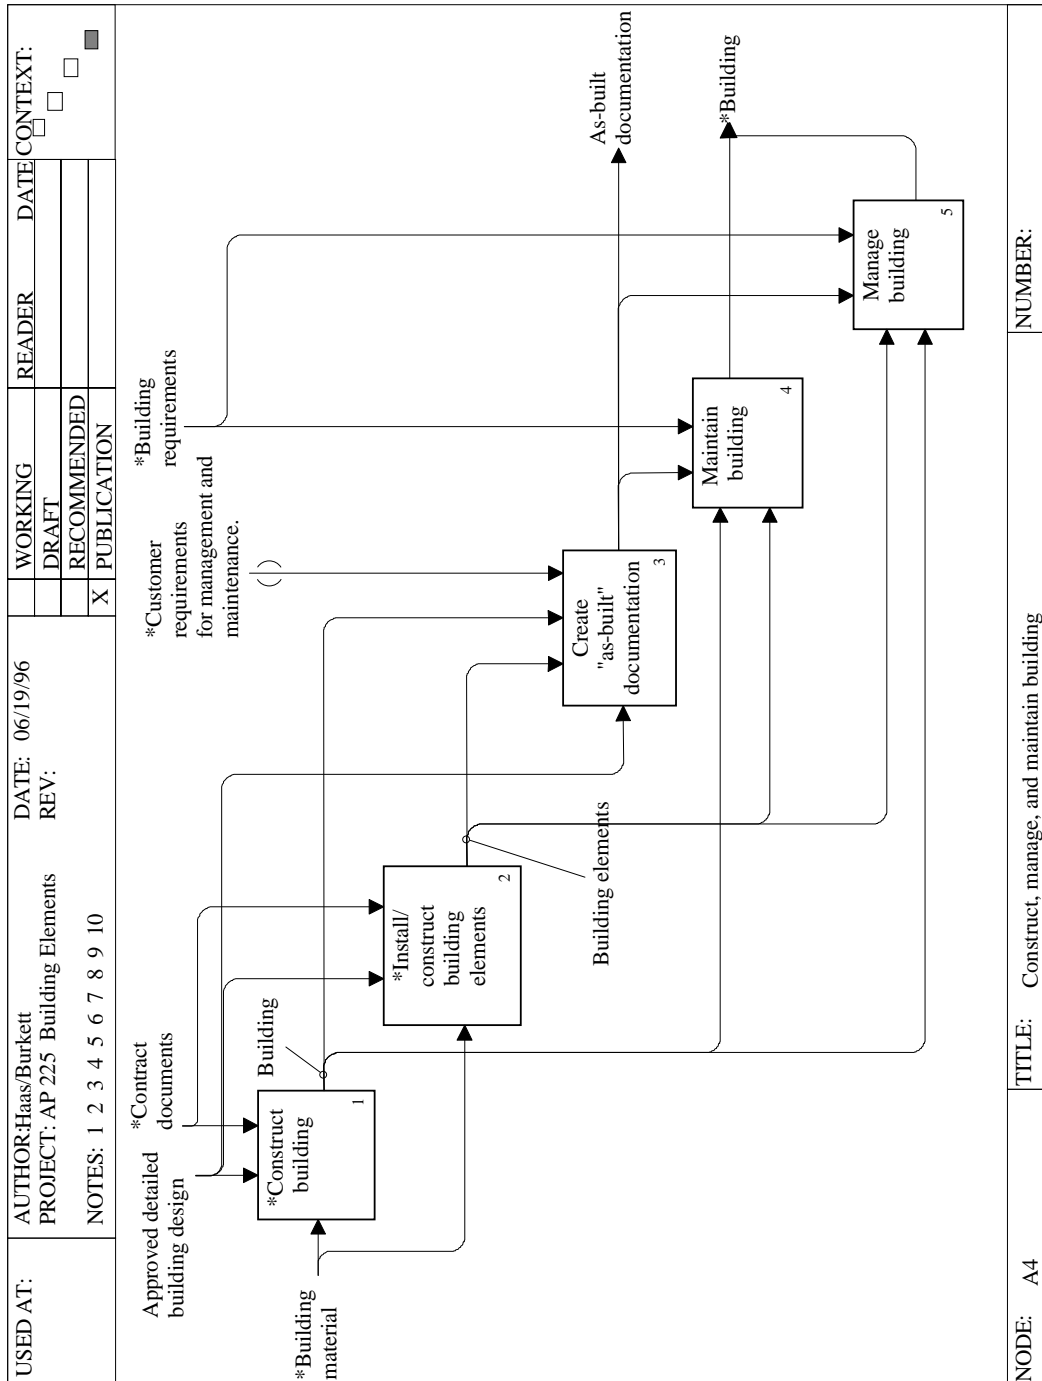 USED AT:
AUTHOR:Haas/Burkett
PROJECT: AP 225  Building Elements
NOTES: 1 2 3 4 5 6 7 8 9 10
DATE: 06/19/96
REV:
WORKING
DRAFT
RECOMMENDED
X PUBLICATION
READER
DATE
CONTEXT:
*Contract
documents
Approved detailed
building design
*Building
material
*Customer
requirements
for management and
maintenance.
*Building
requirements
*Construct
building
1
Building
*Install/
construct
building
elements
2
Building elements
Create
"as-built"
documentation
3
Maintain
building
4
Manage
building
5
As-built
documentation
*Building
NODE: A4
TITLE: Construct, manage, and maintain building
NUMBER: